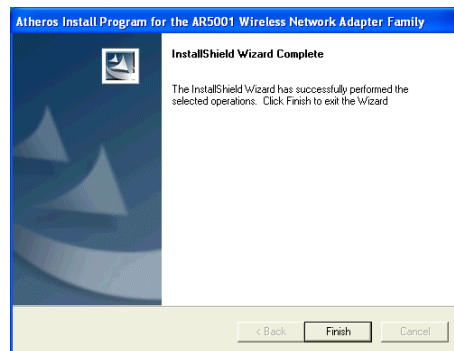 Atheros Install Program for the AR5001 Wireless Network Adapter Family
InstallShield Wizard Complete
The InstallShield Wizard has successfully performed the
selected operations. Click Finish to exit the Wizard
< Back
Finish
Cancel